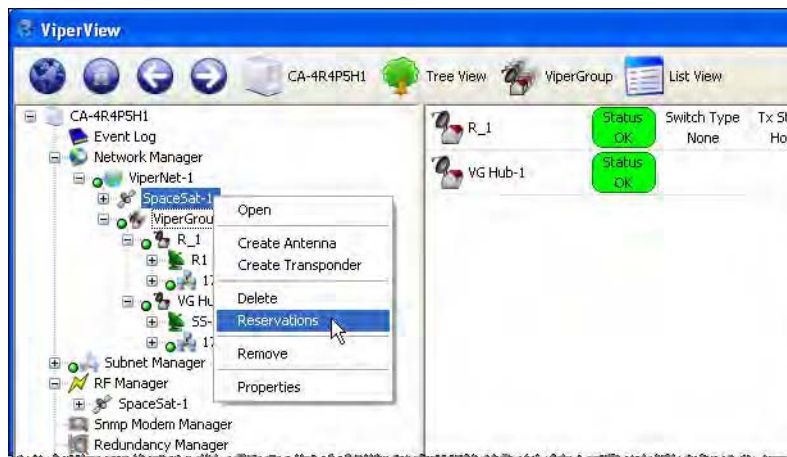 ViperView
CA-4R4P5H1 Tree View ViperGroup List View
CA-4R4P5H1
Event Log
Network Manager
ViperNet-1
SpaceSat-1
ViperGrou
R_1
R1
17
VG Hu
SS-
17
Subnet Manager
RF Manager
SpaceSat-1
Snmp Modem Manager
Redundancy Manager
Open
Create Antenna
Create Transponder
Delete
Reservations
Remove
Properties
R_1 Status OK Switch Type None Tx S Ho
VG Hub-1 Status OK